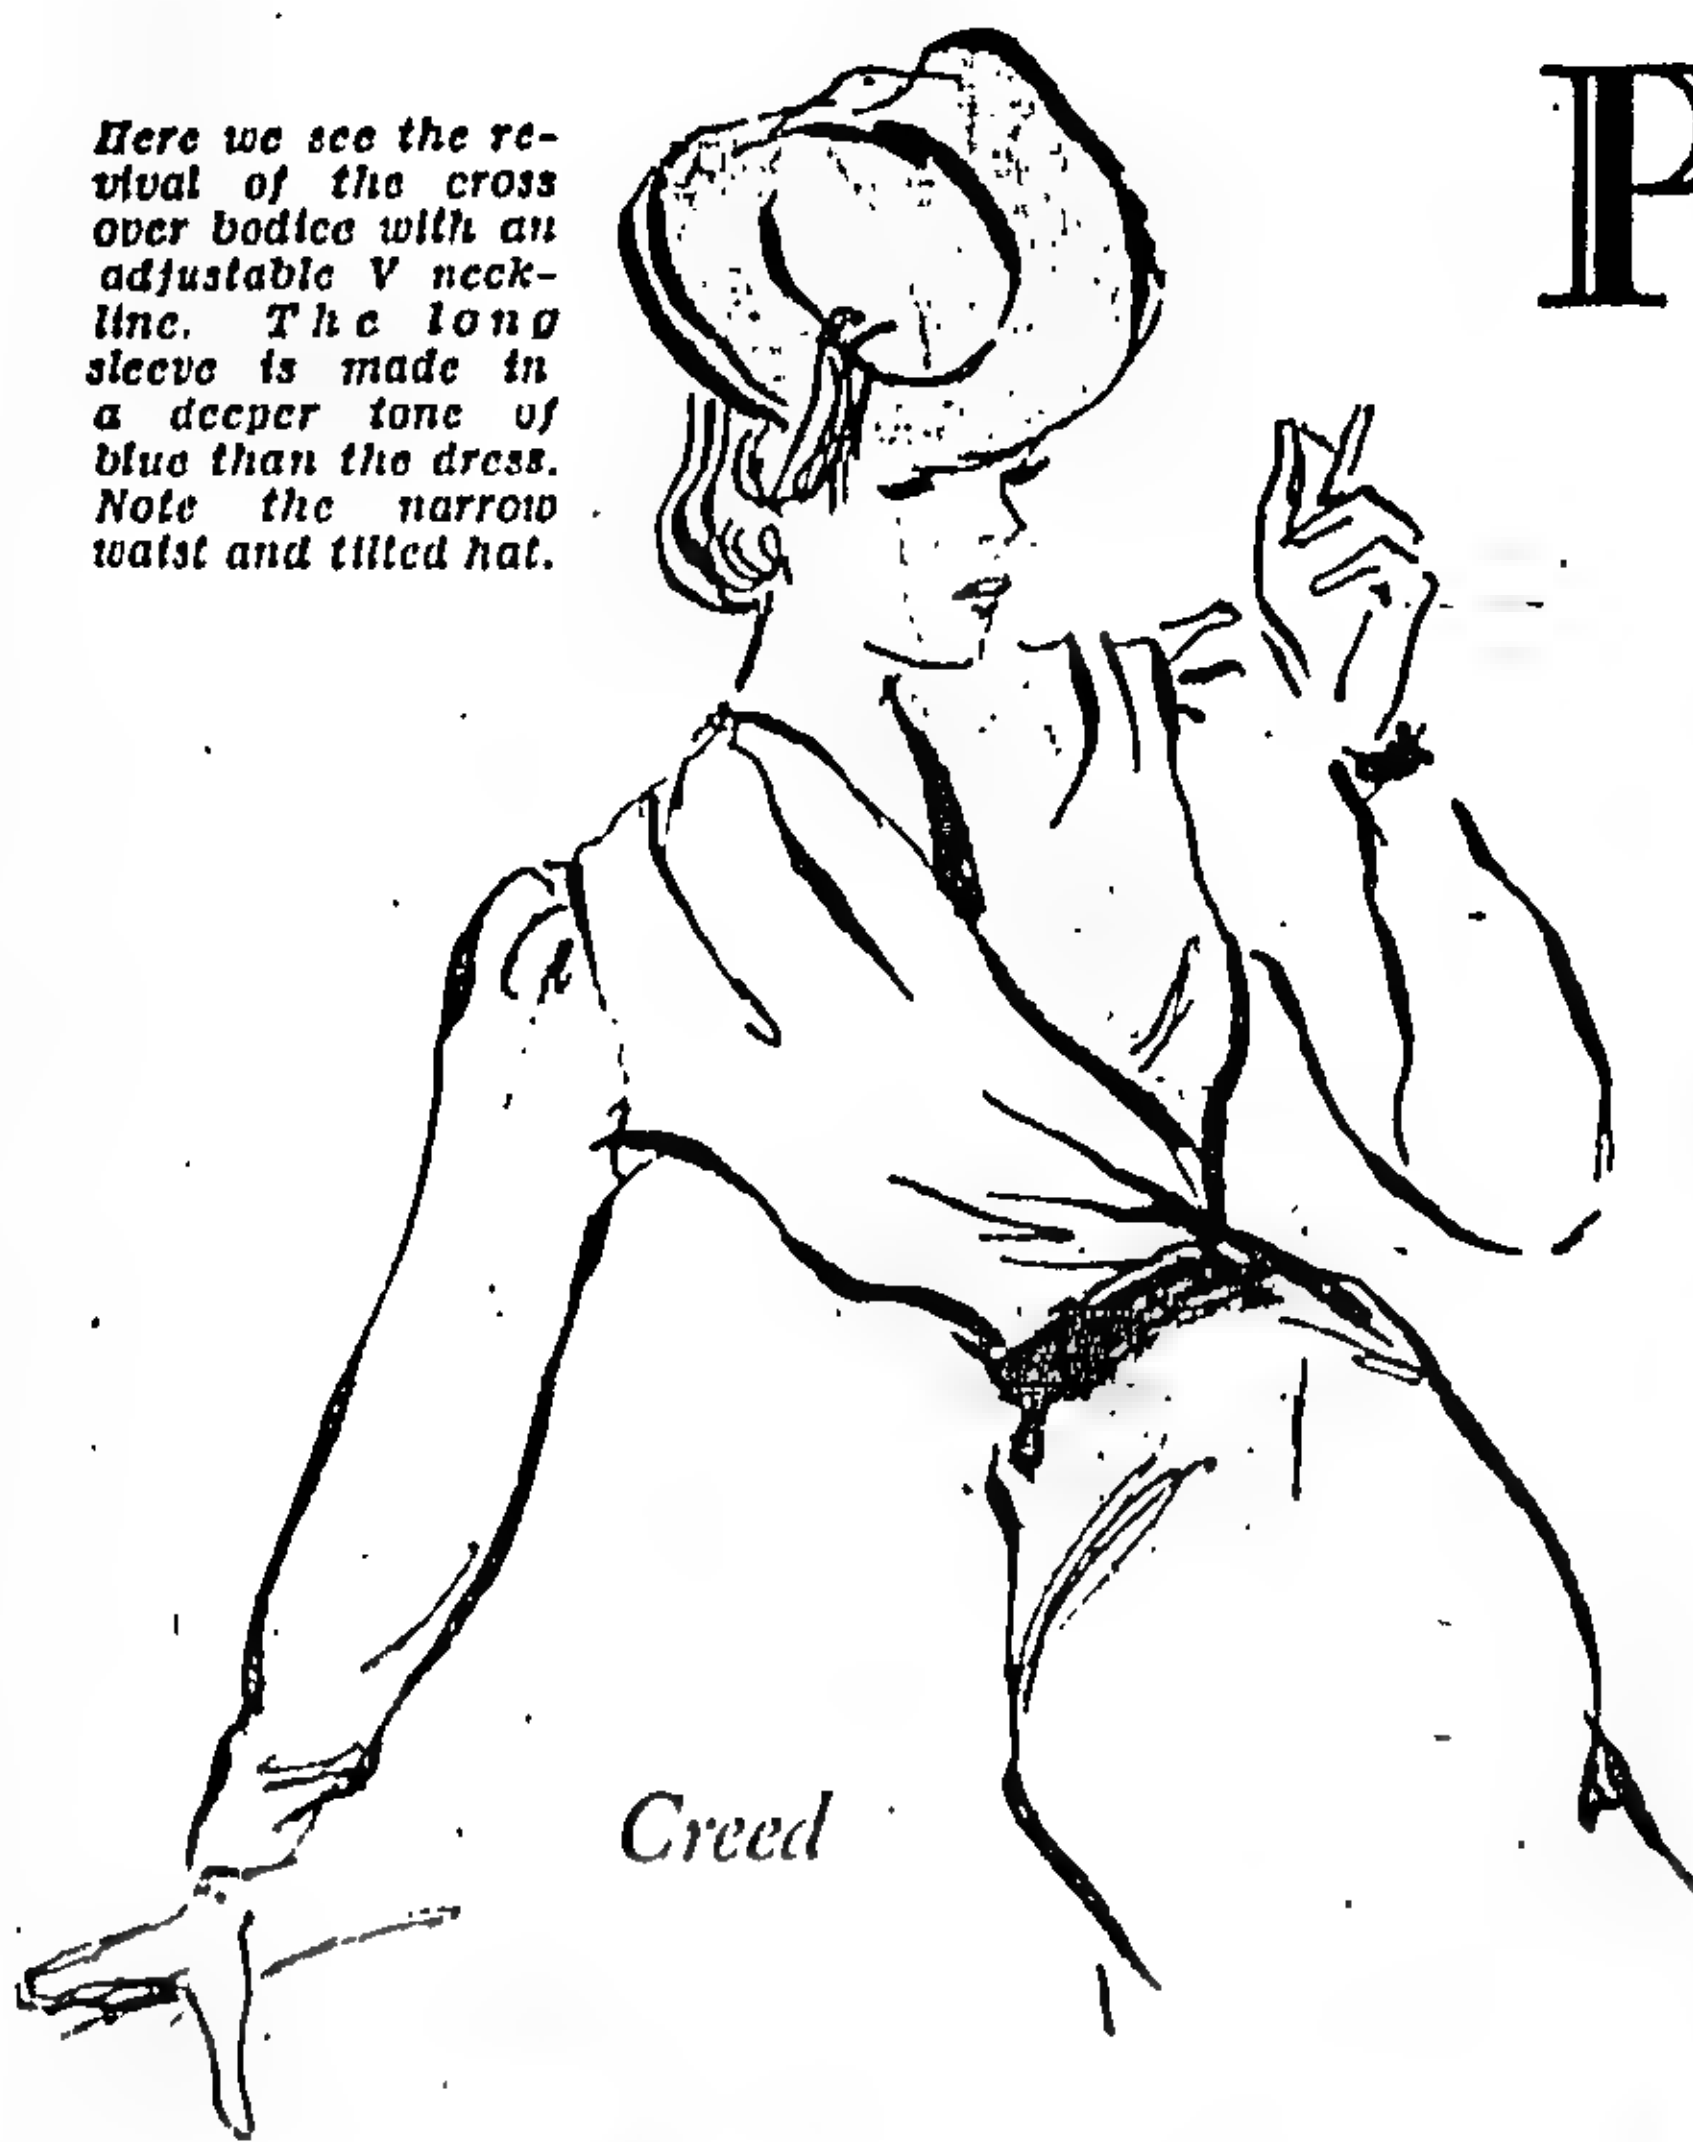 Here we see the re-
vival of the cross
over bodice with an
adjustable V neck-
line. The long
sleeve is made in
a deeper tone of
blue than the dress.
Note the narrow
waist and tilted hat.
P
Creed